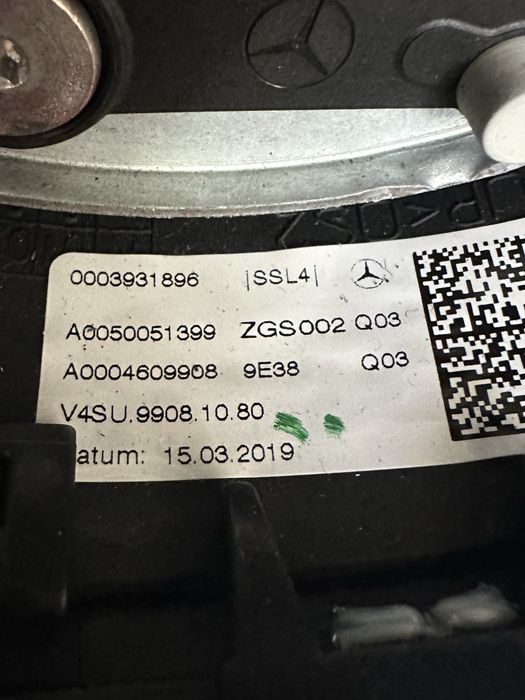 0003931896 |SSL4|
A0050051399 ZGS002 Q03
A0004609908 9E38 Q03
V4SU.9908.10.80
atum: 15.03.2019